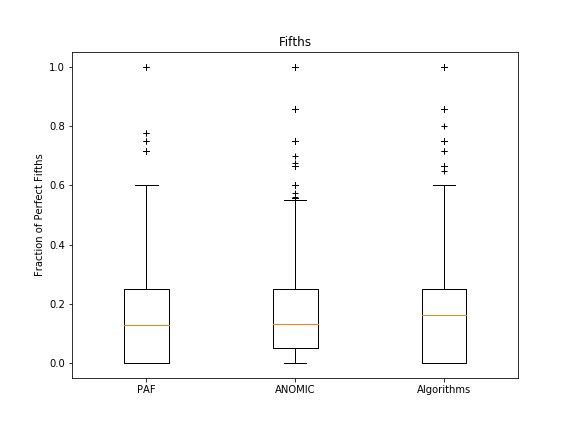 Fifths
Fraction of Perfect Fifths
1.0
0.8
0.6
0.4
0.2
0.0
PAF
ANOMIC
Algorithms